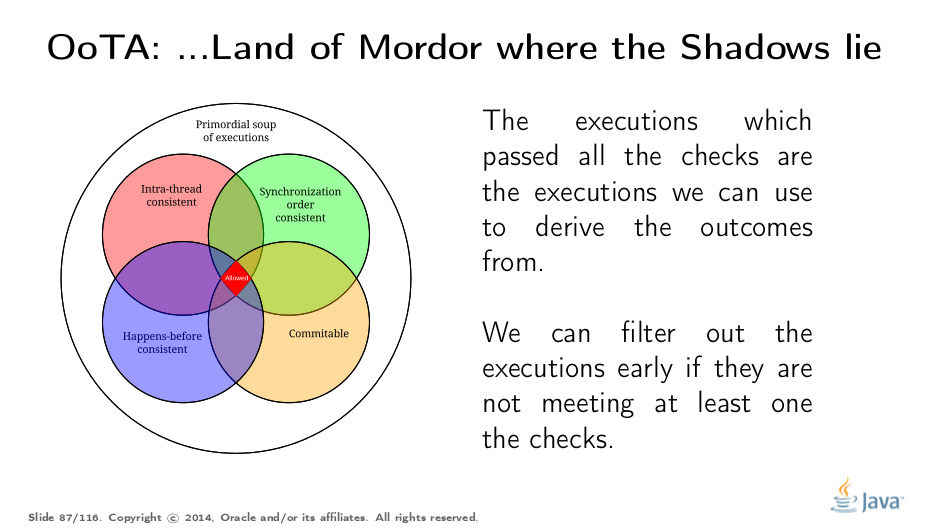 OoTA: ...Land of Mordor where the Shadows lie
Primordial soup
of executions
Intra-thread
consistent
Synchronization
order
consistent
Allowed
Happens-before
consistent
Commitable
The executions which
passed all the checks are
the executions we can use
to derive the outcomes
from.
We can filter out the
executions early if they are
not meeting at least one
the checks.
Slide 87/116. Copyright © 2014, Oracle and/or its affiliates. All rights reserved.
Java™